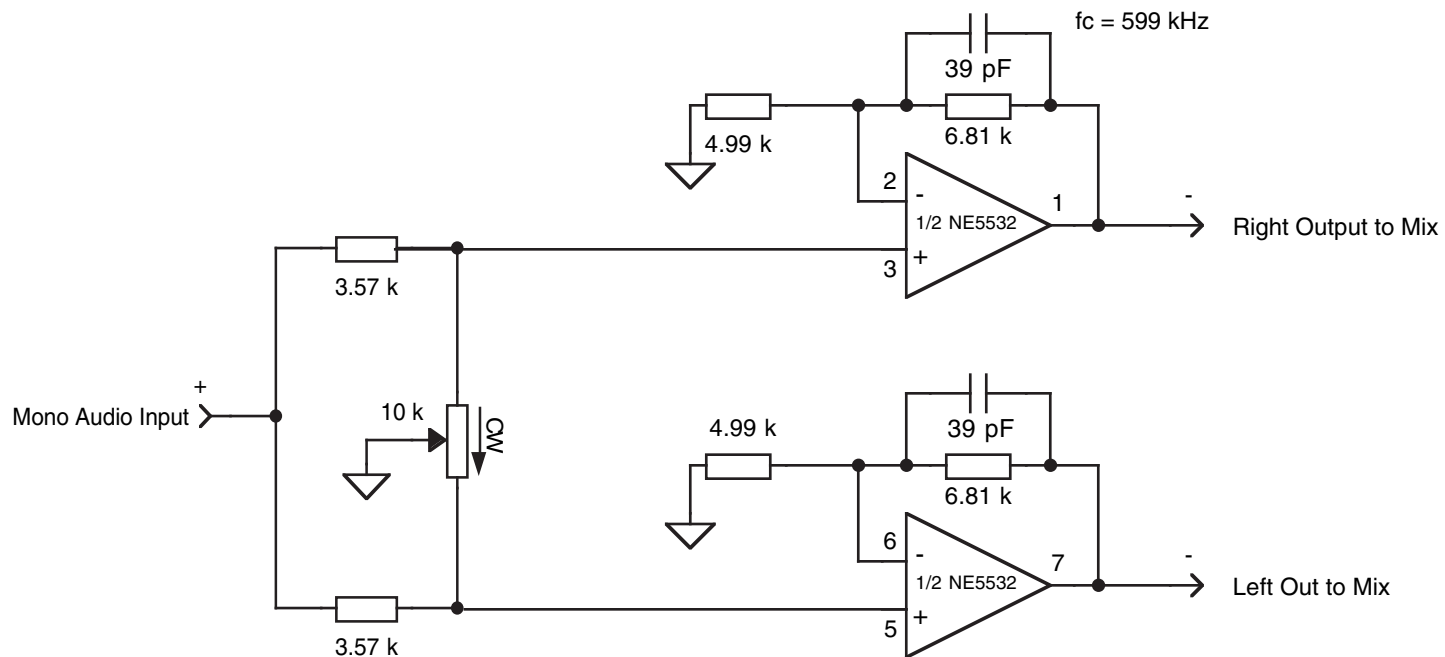 fc = 599 kHz
39 pF
6.81 k
4.99 k
2
-
1/2 NE5532
1
-
+
3
Right Output to Mix
3.57 k
+
Mono Audio Input
10 k
CW
4.99 k
39 pF
6.81 k
6
-
1/2 NE5532
7
-
+
5
Left Out to Mix
3.57 k